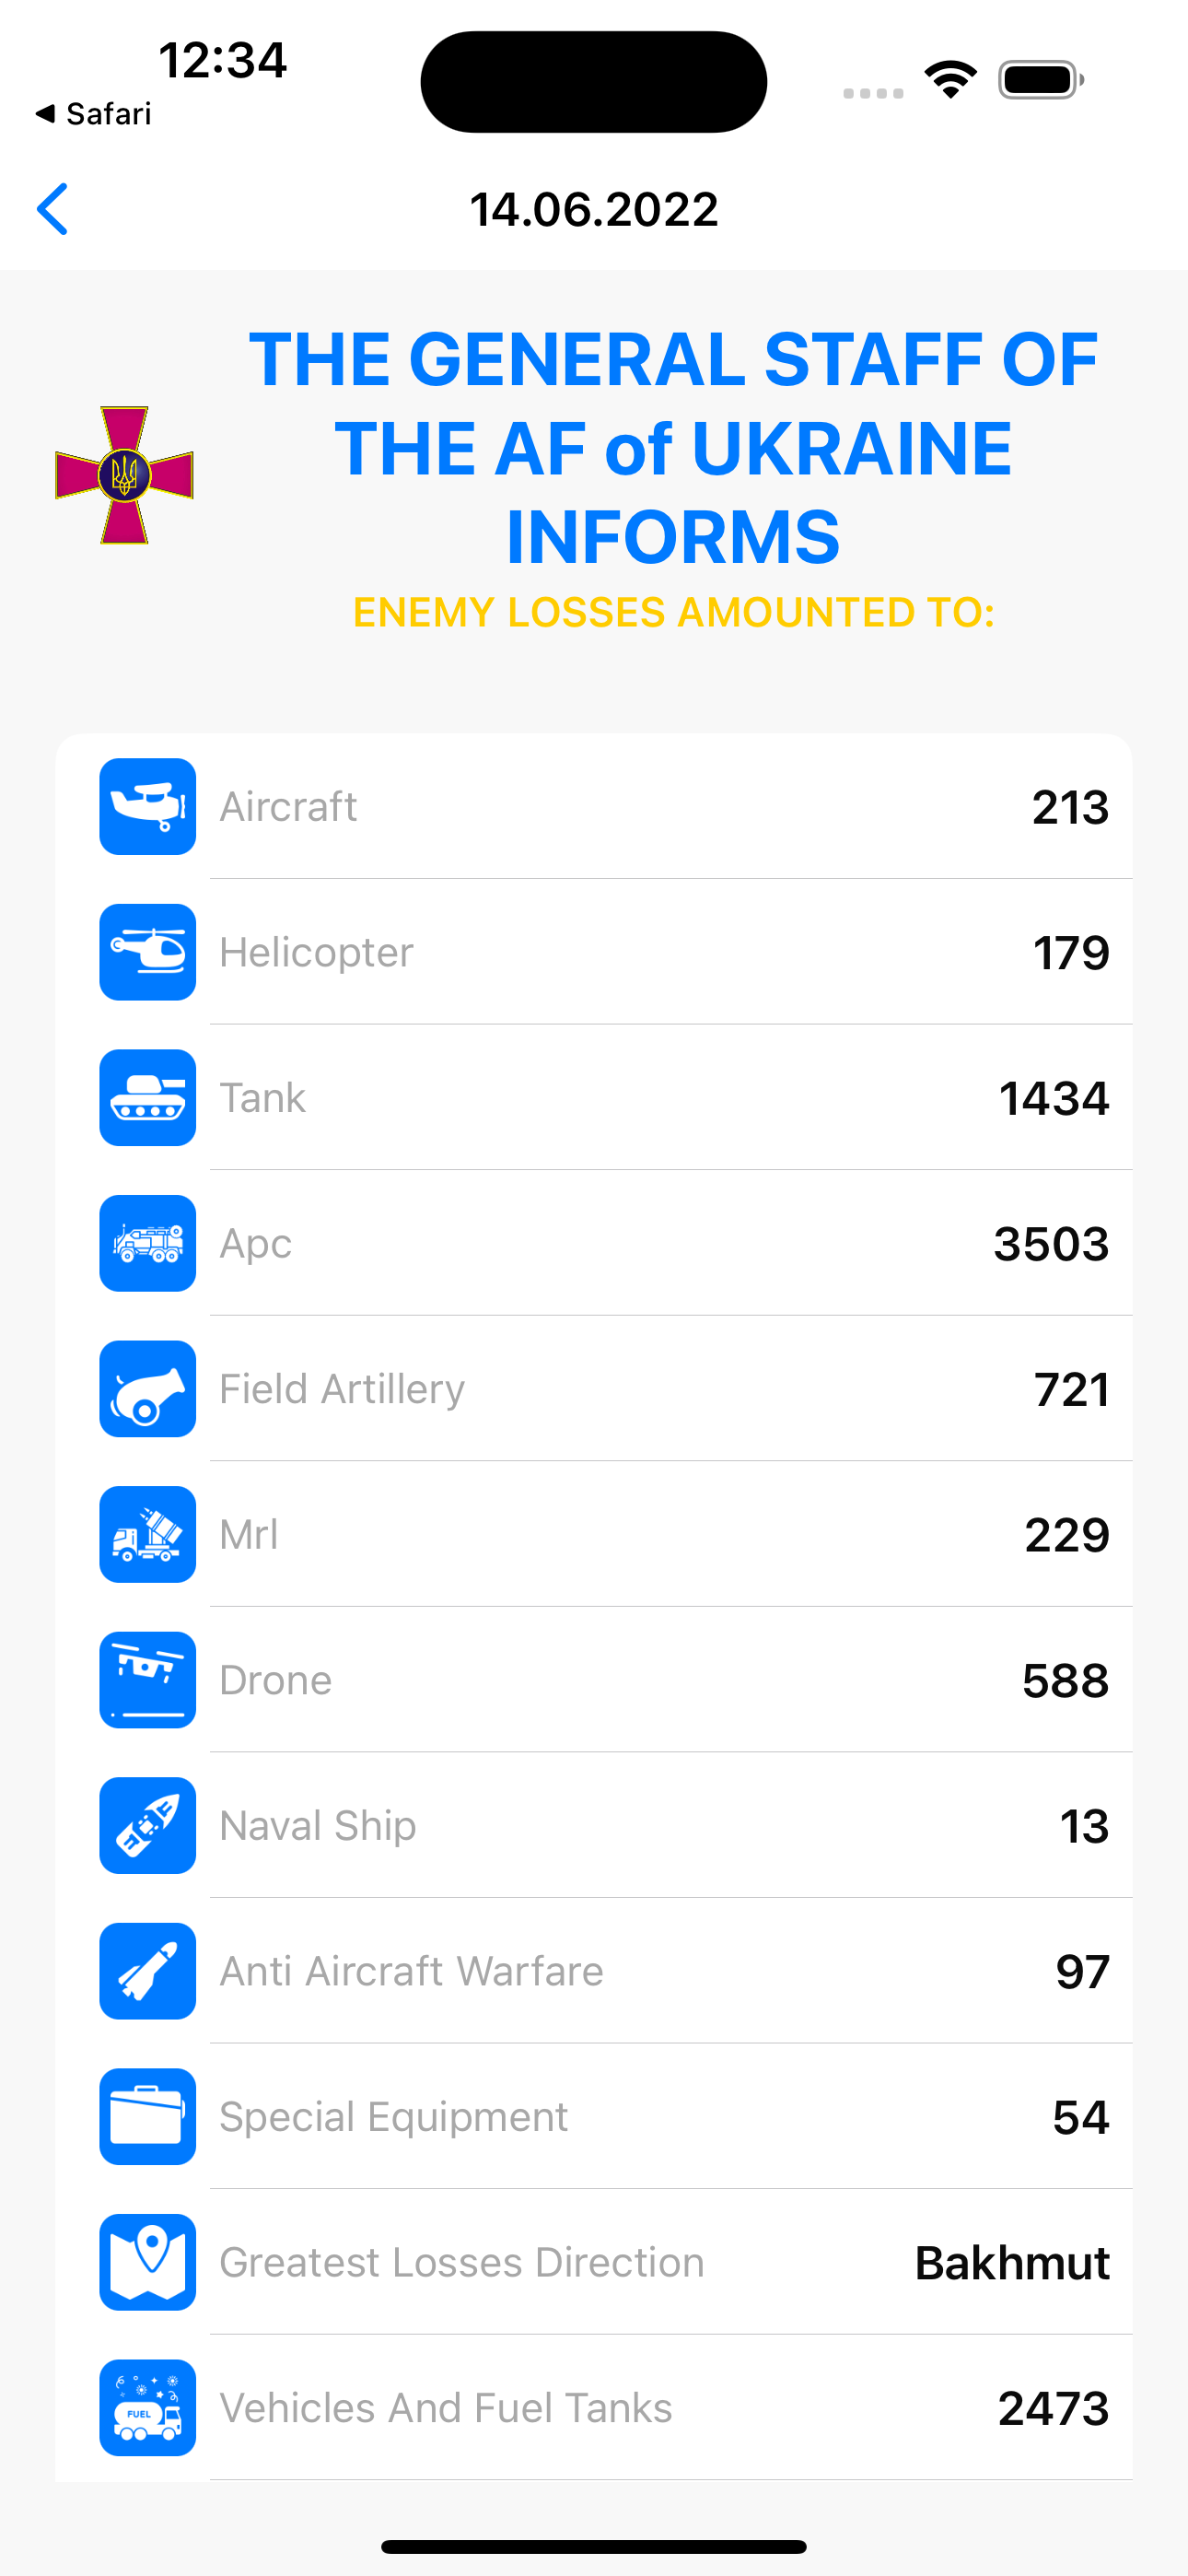 12:34
◀ Safari
14.06.2022
THE GENERAL STAFF OF
THE AF of UKRAINE
INFORMS
ENEMY LOSSES AMOUNTED TO:
Aircraft 213
Helicopter 179
Tank 1434
Apc 3503
Field Artillery 721
Mrl 229
Drone 588
Naval Ship 13
Anti Aircraft Warfare 97
Special Equipment 54
Greatest Losses Direction Bakhmut
FUEL
Vehicles And Fuel Tanks 2473